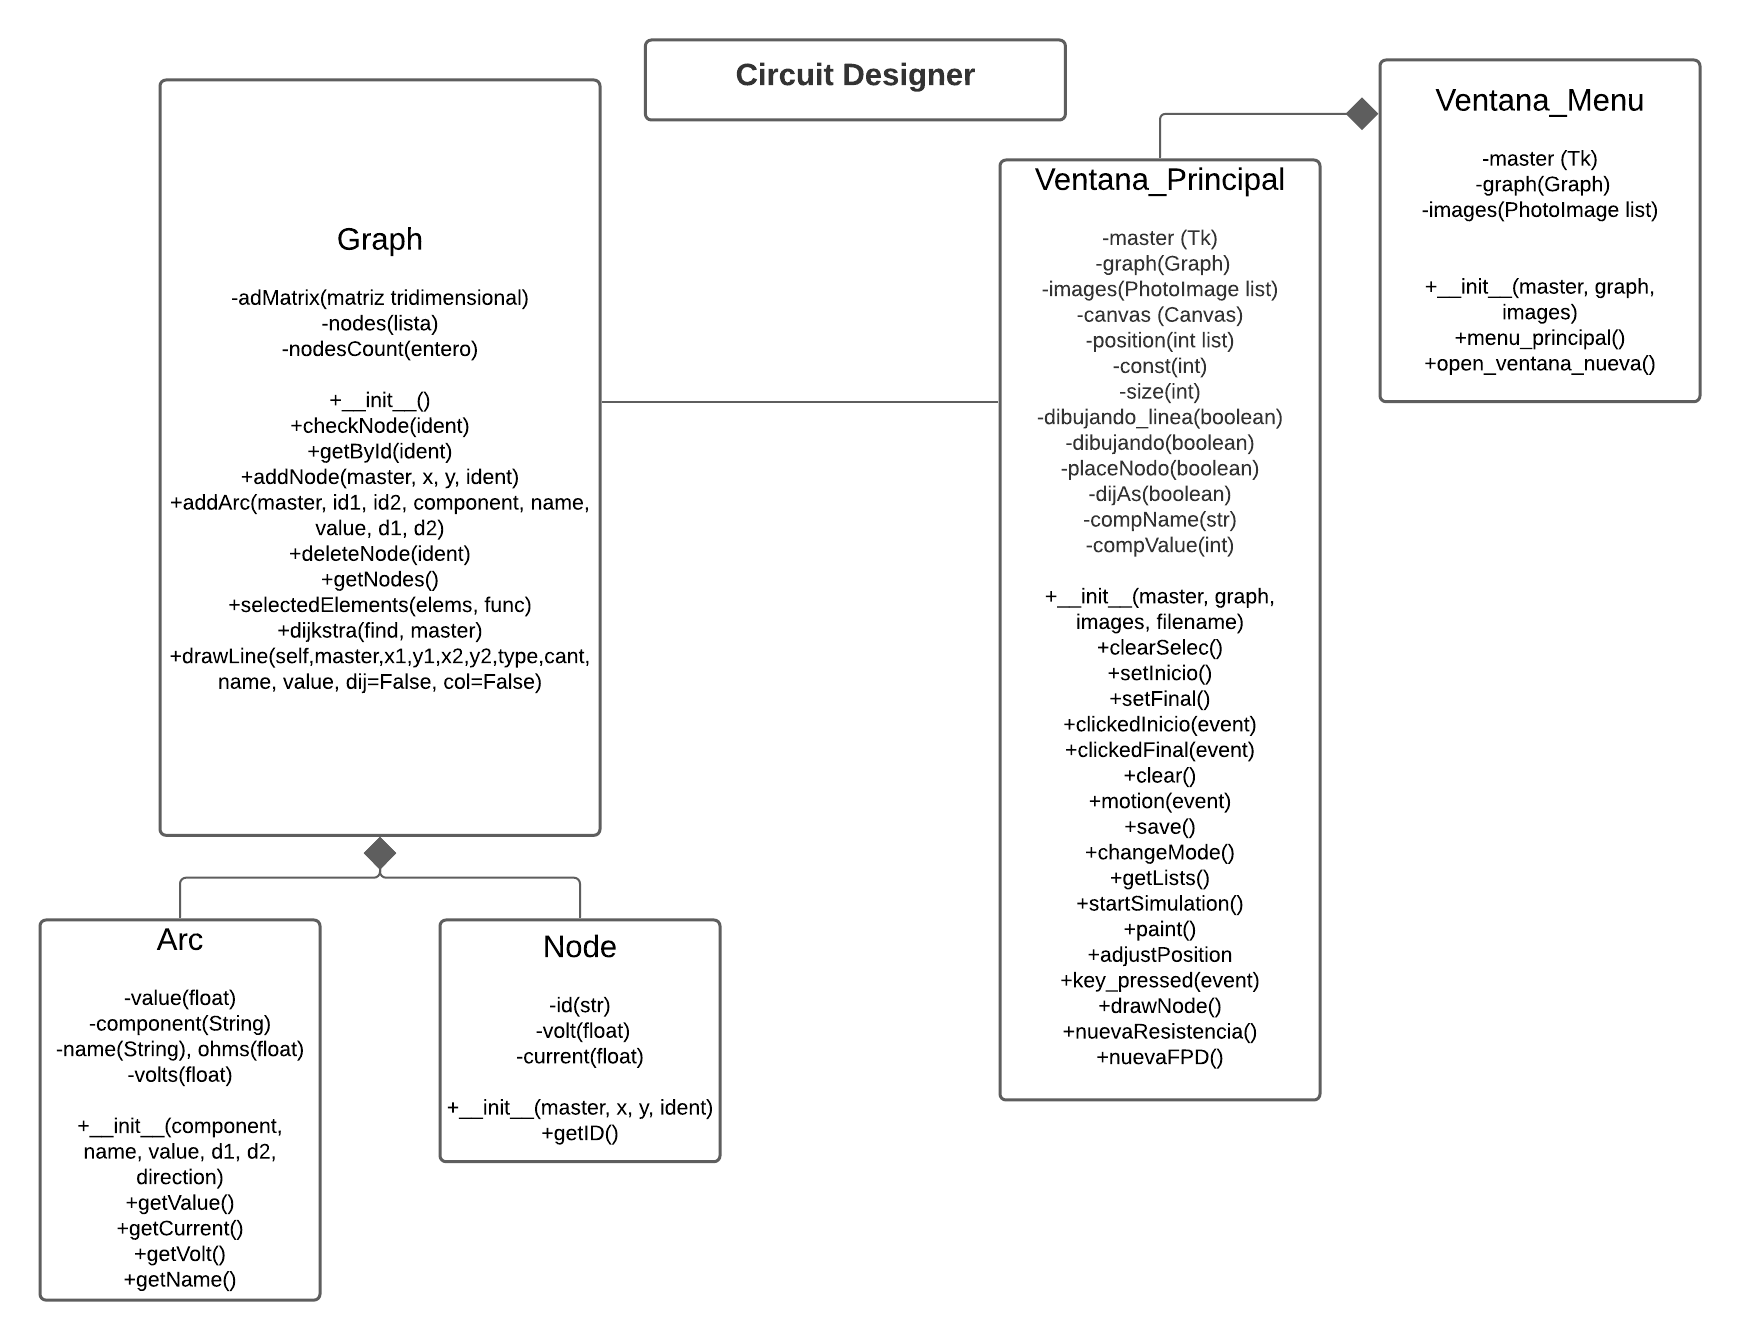 Circuit Designer
Graph
-adMatrix(matriz tridimensional)
-nodes(lista)
-nodesCount(entero)
+__init__()
+checkNode(ident)
+getById(ident)
+addNode(master, x, y, ident)
+addArc(master, id1, id2, component, name,
value, d1, d2)
+deleteNode(ident)
+getNodes()
+selectedElements(elems, func)
+dijkstra(find, master)
+drawLine(self,master,x1,y1,x2,y2,type,cant,
name, value, dij=False, col=False)
Ventana_Principal
-master (Tk)
-graph(Graph)
-images(PhotoImage list)
-canvas (Canvas)
-position(int list)
-const(int)
-size(int)
-dibujando_linea(boolean)
-dibujando(boolean)
-placeNodo(boolean)
-dijAs(boolean)
-compName(str)
-compValue(int)
+__init__(master, graph,
images, filename)
+clearSelec()
+setInicio()
+setFinal()
+clickedInicio(event)
+clickedFinal(event)
+clear()
+motion(event)
+save()
+changeMode()
+getLists()
+startSimulation()
+paint()
+adjustPosition
+key_pressed(event)
+drawNode()
+nuevaResistencia()
+nuevaFPD()
Ventana_Menu
-master (Tk)
-graph(Graph)
-images(PhotoImage list)
+__init__(master, graph,
images)
+menu_principal()
+open_ventana_nueva()
Arc
-value(float)
-component(String)
-name(String), ohms(float)
-volts(float)
+__init__(component,
name, value, d1, d2,
direction)
+getValue()
+getCurrent()
+getVolt()
+getName()
Node
-id(str)
-volt(float)
-current(float)
+__init__(master, x, y, ident)
+getID()